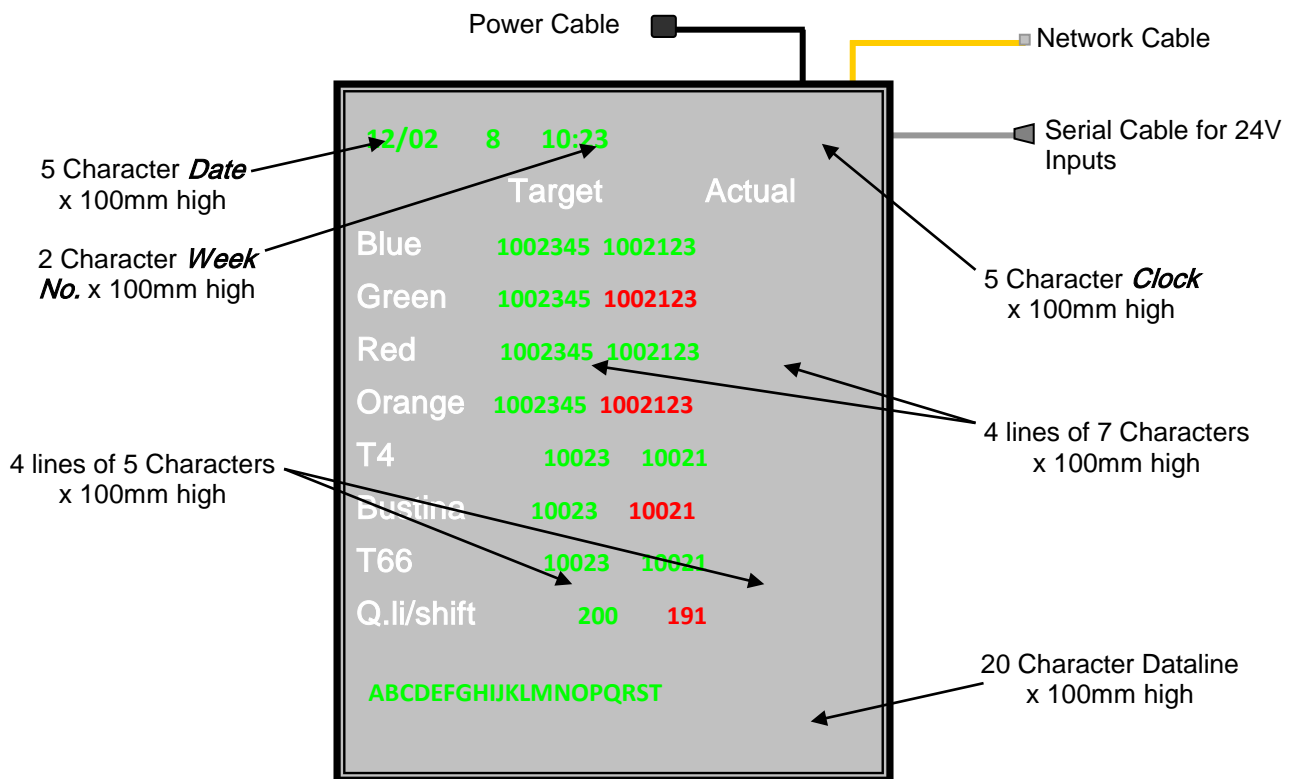 Power Cable
Network Cable
Serial Cable for 24V
Inputs
12/02 8 10:23
5 Character Date
x 100mm high
Target Actual
2 Character Week
No. x 100mm high
Blue 1002345 1002123
5 Character Clock
x 100mm high
Green 1002345 1002123
Red 1002345 1002123
Orange 1002345 1002123
4 lines of 7 Characters
x 100mm high
T4 10023 10021
4 lines of 5 Characters
x 100mm high
Bustina 10023 10021
T66 10023 10021
Q.li/shift 200 191
20 Character Dataline
x 100mm high
ABCDEFGHIJKLMNOPQRST